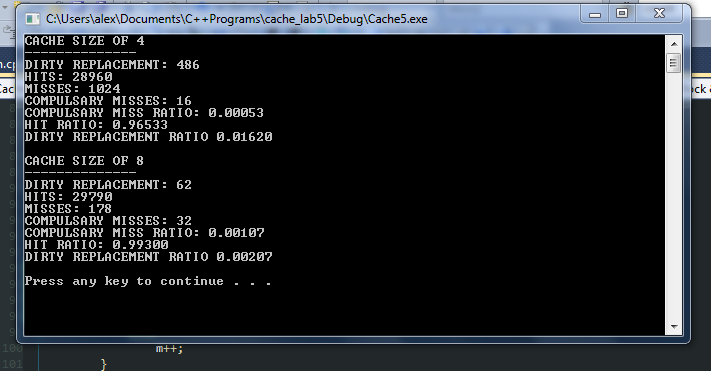 C:\Users\alex\Documents\C++Programs\cache_lab5\Debug\Cache5.exe
CACHE SIZE OF 4
--------------
DIRTY REPLACEMENT: 486
HITS: 28960
MISSES: 1024
COMPULSARY MISSES: 16
COMPULSARY MISS RATIO: 0.00053
HIT RATIO: 0.96533
DIRTY REPLACEMENT RATIO 0.01620
CACHE SIZE OF 8
--------------
DIRTY REPLACEMENT: 62
HITS: 29790
MISSES: 178
COMPULSARY MISSES: 32
COMPULSARY MISS RATIO: 0.00107
HIT RATIO: 0.99300
DIRTY REPLACEMENT RATIO 0.00207
Press any key to continue . . .
100 m++;
101 }